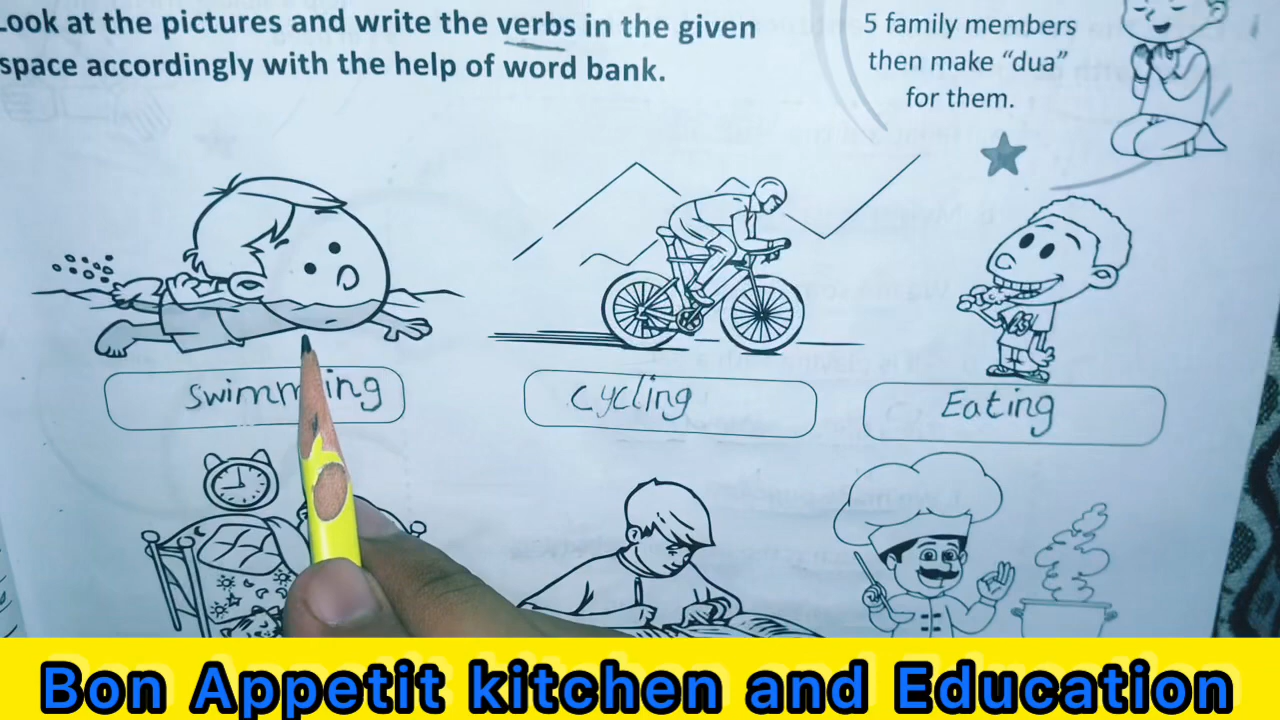 Look at the pictures and write the verbs in the given
space accordingly with the help of word bank.
5 family members
then make “dua”
for them.
swimming
cycling
Eating
Bon Appetit kitchen and Education